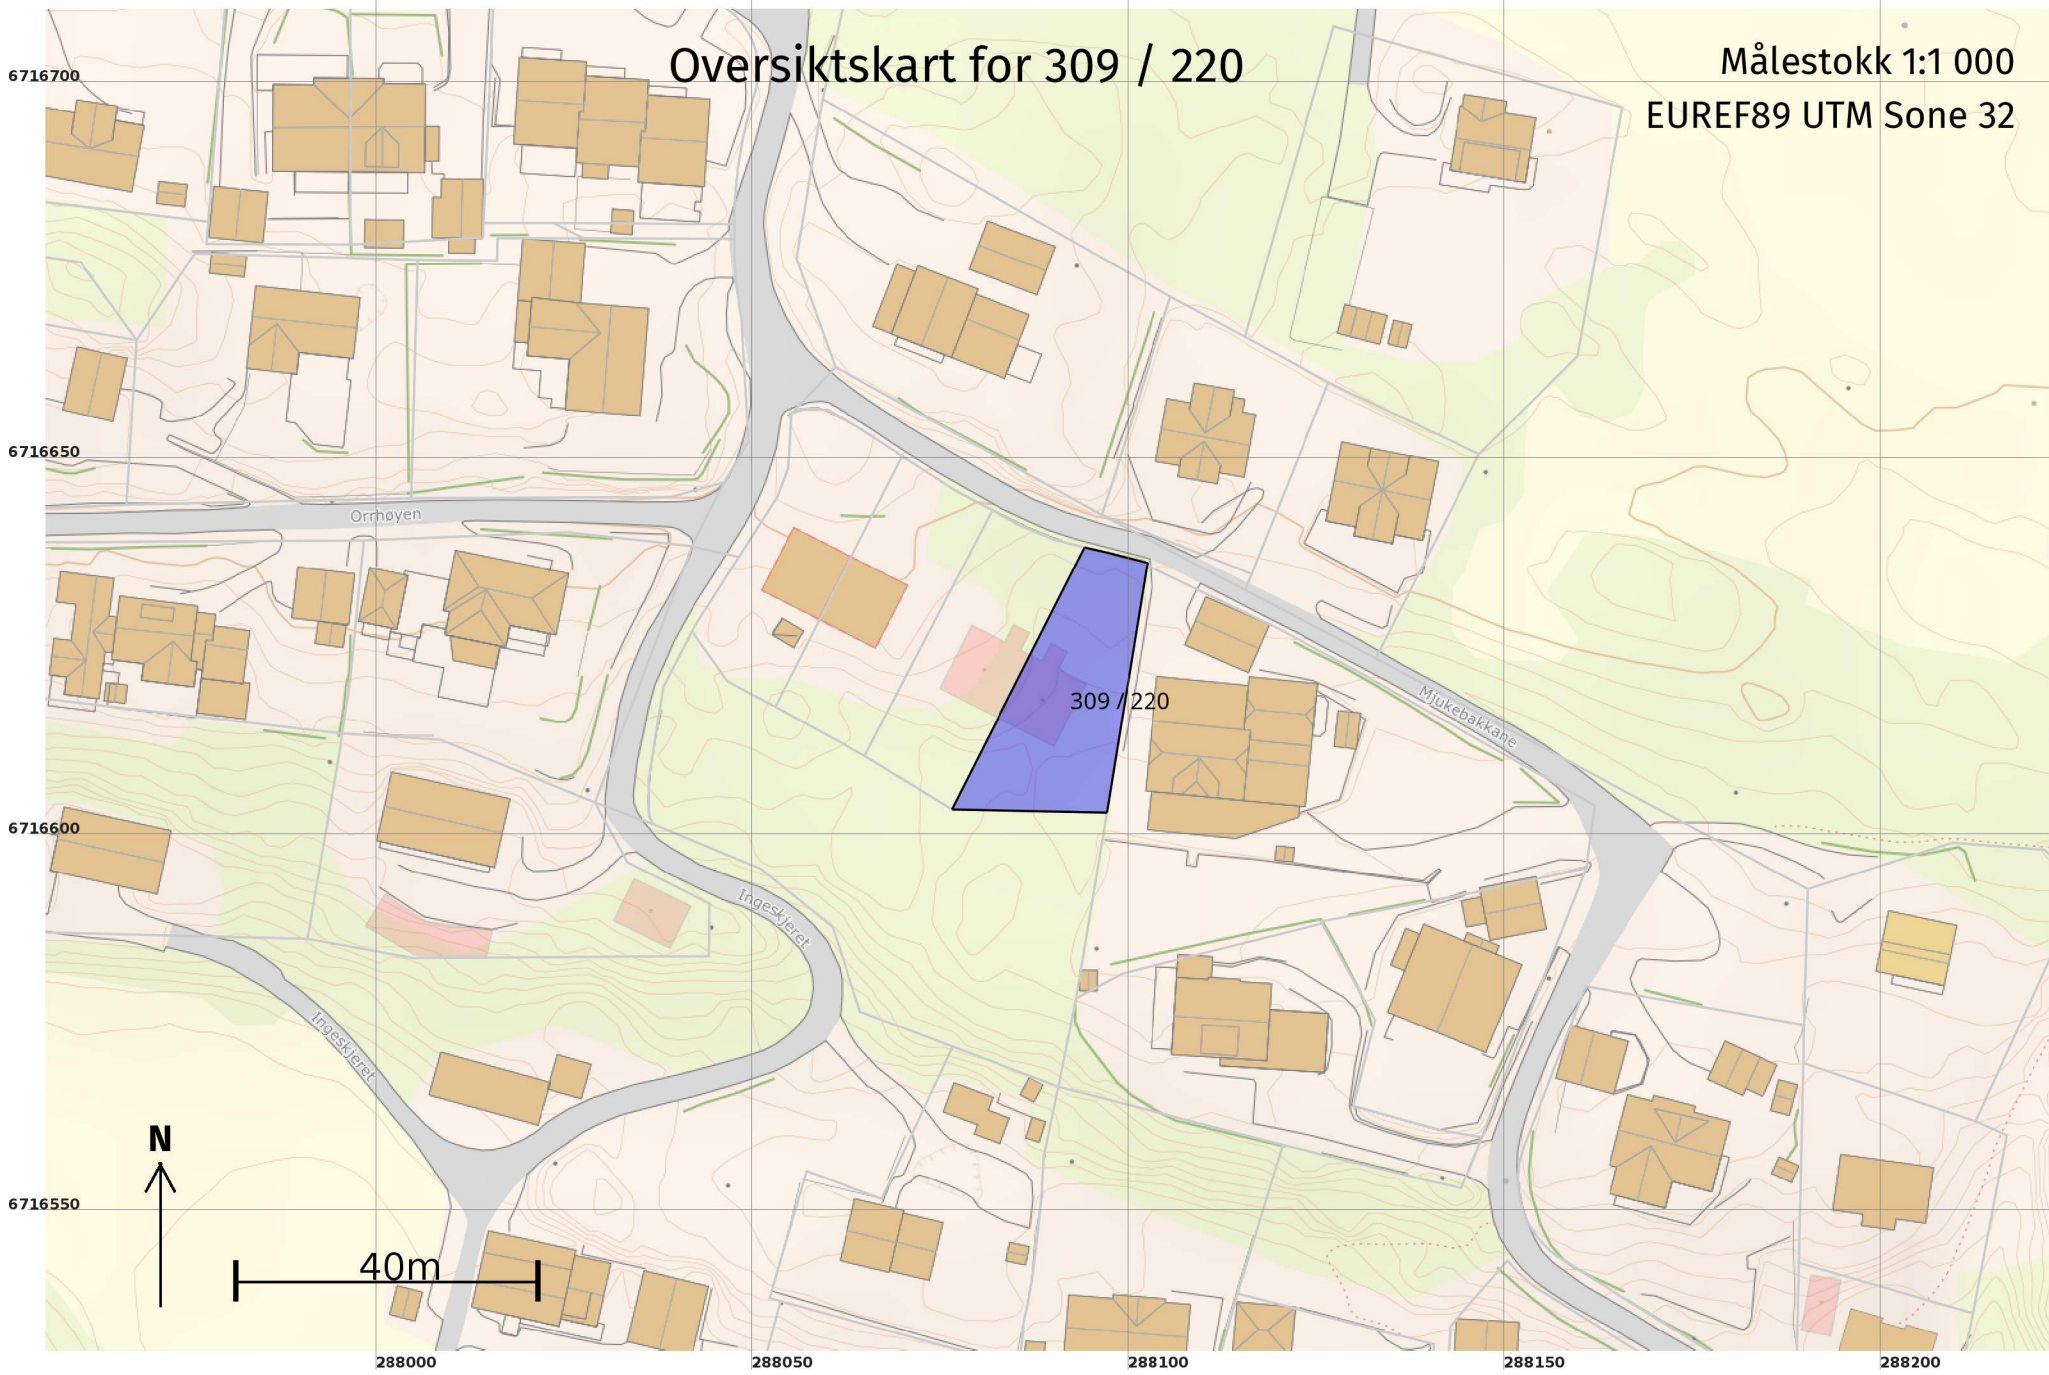 Oversiktskart for 309 / 220
Målestokk 1:1 000
EUREF89 UTM Sone 32
6716700
6716650
Orrhøyen
309 / 220
Mjukebakkane
6716600
Ingeskjeret
Ingeskjeret
N
6716550
40m
288000
288050
288100
288150
288200